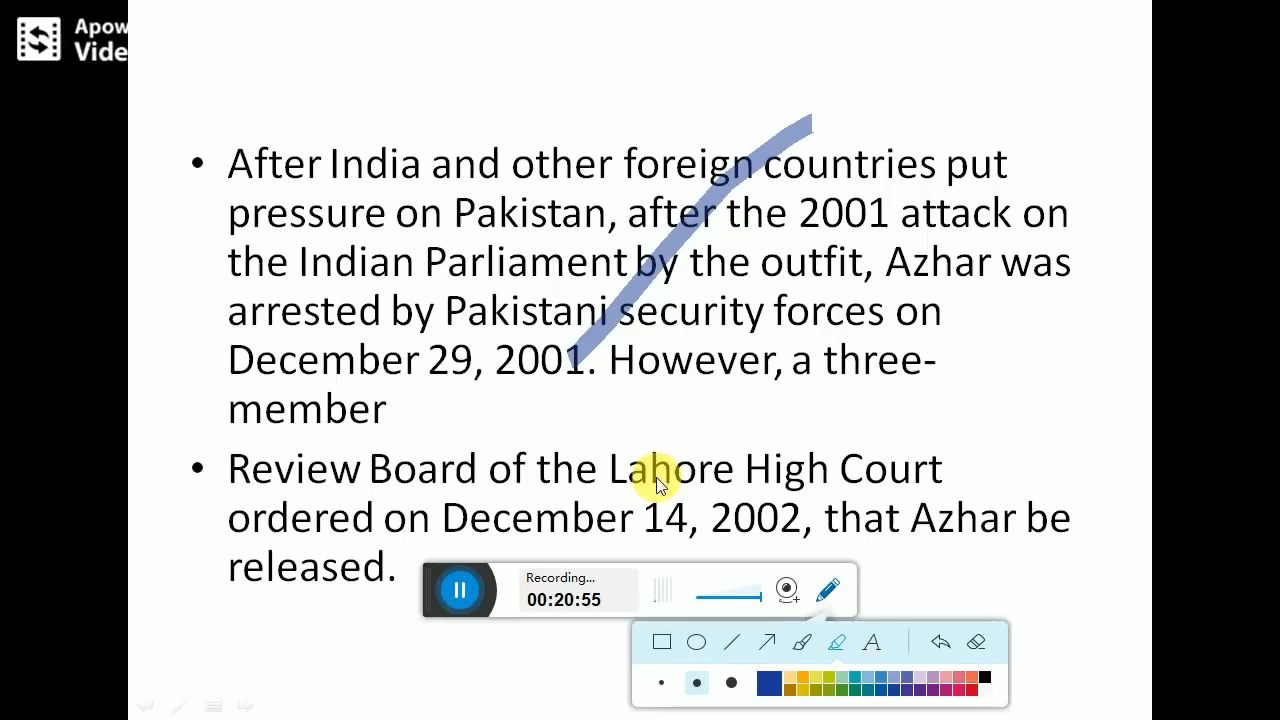 Apow
Vide
• After India and other foreign countries put
pressure on Pakistan, after the 2001 attack on
the Indian Parliament by the outfit, Azhar was
arrested by Pakistani security forces on
December 29, 2001. However, a three-
member
• Review Board of the Lahore High Court
ordered on December 14, 2002, that Azhar be
released.
Recording...
00:20:55
A